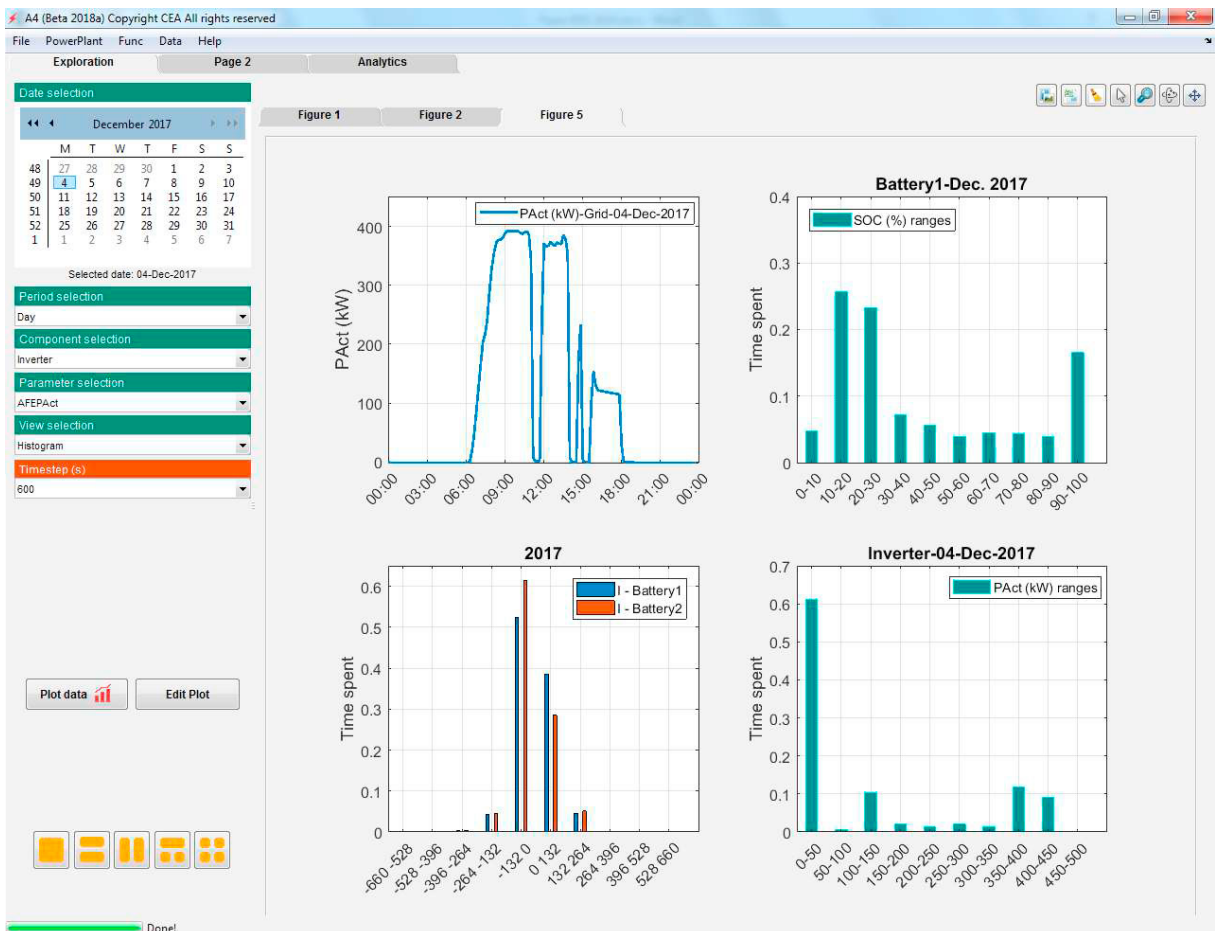 A4 (Beta 2018a) Copyright CEA All rights reserved
File PowerPlant Func Data Help
Exploration Page 2 Analytics
Date selection
December 2017
M T W T F S S
48 27 28 29 30 1 2 3
49 4 5 6 7 8 9 10
50 11 12 13 14 15 16 17
51 18 19 20 21 22 23 24
52 25 26 27 28 29 30 31
1 1 2 3 4 5 6 7
Selected date: 04-Dec-2017
Period selection
Day
Component selection
Inverter
Parameter selection
AFEPAct
View selection
Histogram
Timestep (s)
600
Plot data Edit Plot
Done!
Figure 1 Figure 2 Figure 5
PAct (kW)-Grid-04-Dec-2017
PAct (kW)
400
300
200
100
0
00:00 03:00 06:00 09:00 12:00 15:00 18:00 21:00 00:00
Battery1-Dec. 2017
SOC (%) ranges
Time spent
0.4
0.3
0.2
0.1
0
0-10 10-20 20-30 30-40 40-50 50-60 60-70 70-80 80-90 90-100
2017
I - Battery1
I - Battery2
Time spent
0.6
0.5
0.4
0.3
0.2
0.1
0
-660 -528 -528 -396 -396 -264 -264 -132 -132 0 0 132 132 264 264 396 396 528 528 660
Inverter-04-Dec-2017
PAct (kW) ranges
Time spent
0.7
0.6
0.5
0.4
0.3
0.2
0.1
0
0-50 50-100 100-150 150-200 200-250 250-300 300-350 350-400 400-450 450-500